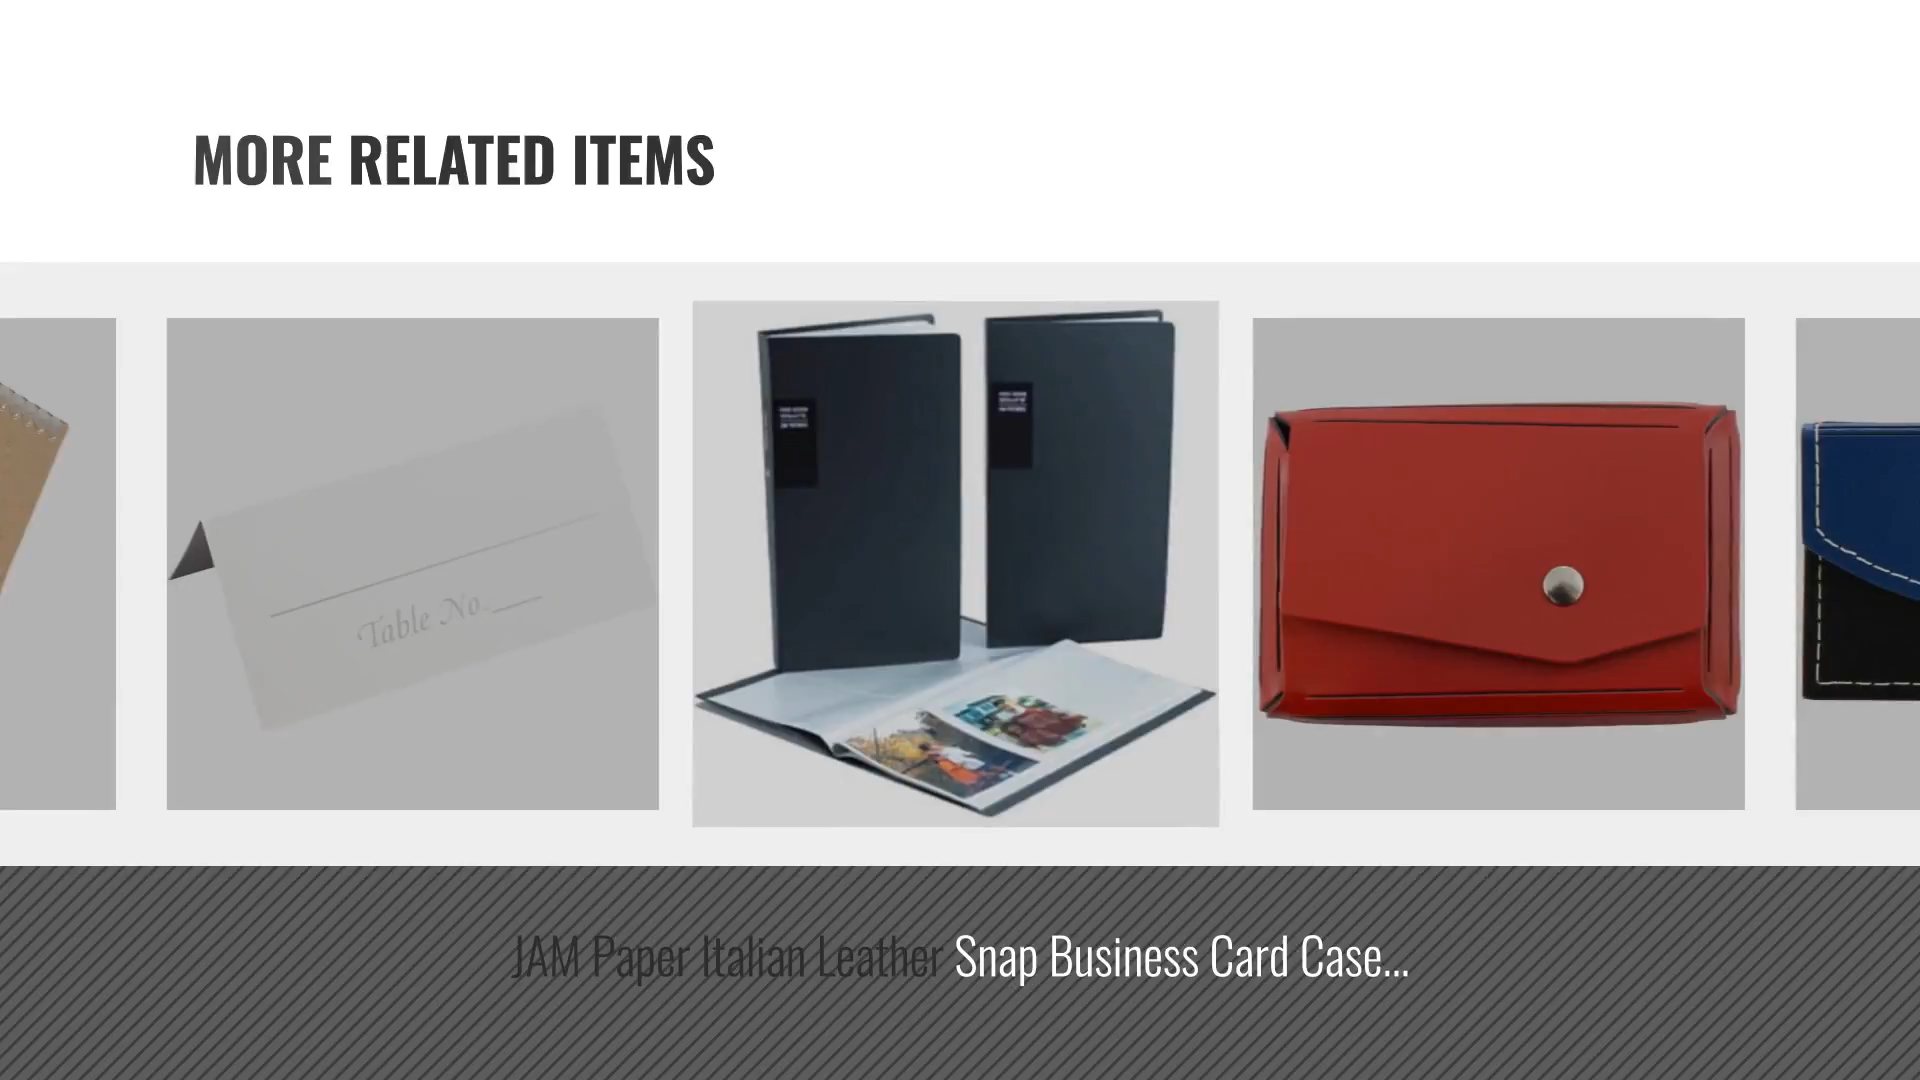 MORE RELATED ITEMS
Table No.
JAM Paper Italian Leather Snap Business Card Case...